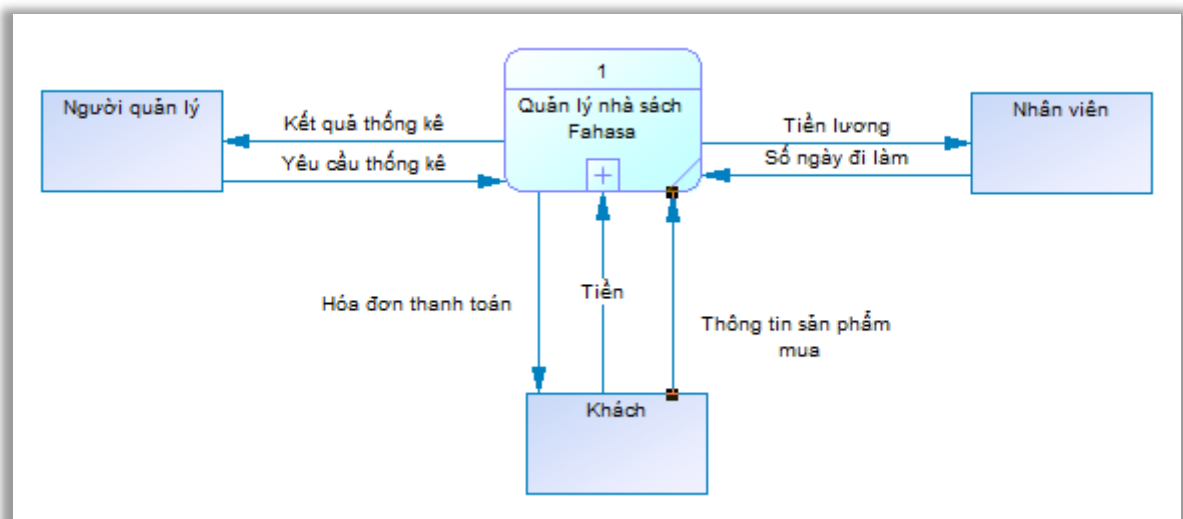 1
Người quản lý
Quản lý nhà sách
Fahasa
Nhân viên
Kết quả thống kê
Tiền lương
Yêu cầu thống kê
Số ngày đi làm
Hóa đơn thanh toán
Tiền
Thông tin sản phẩm
mua
Khách